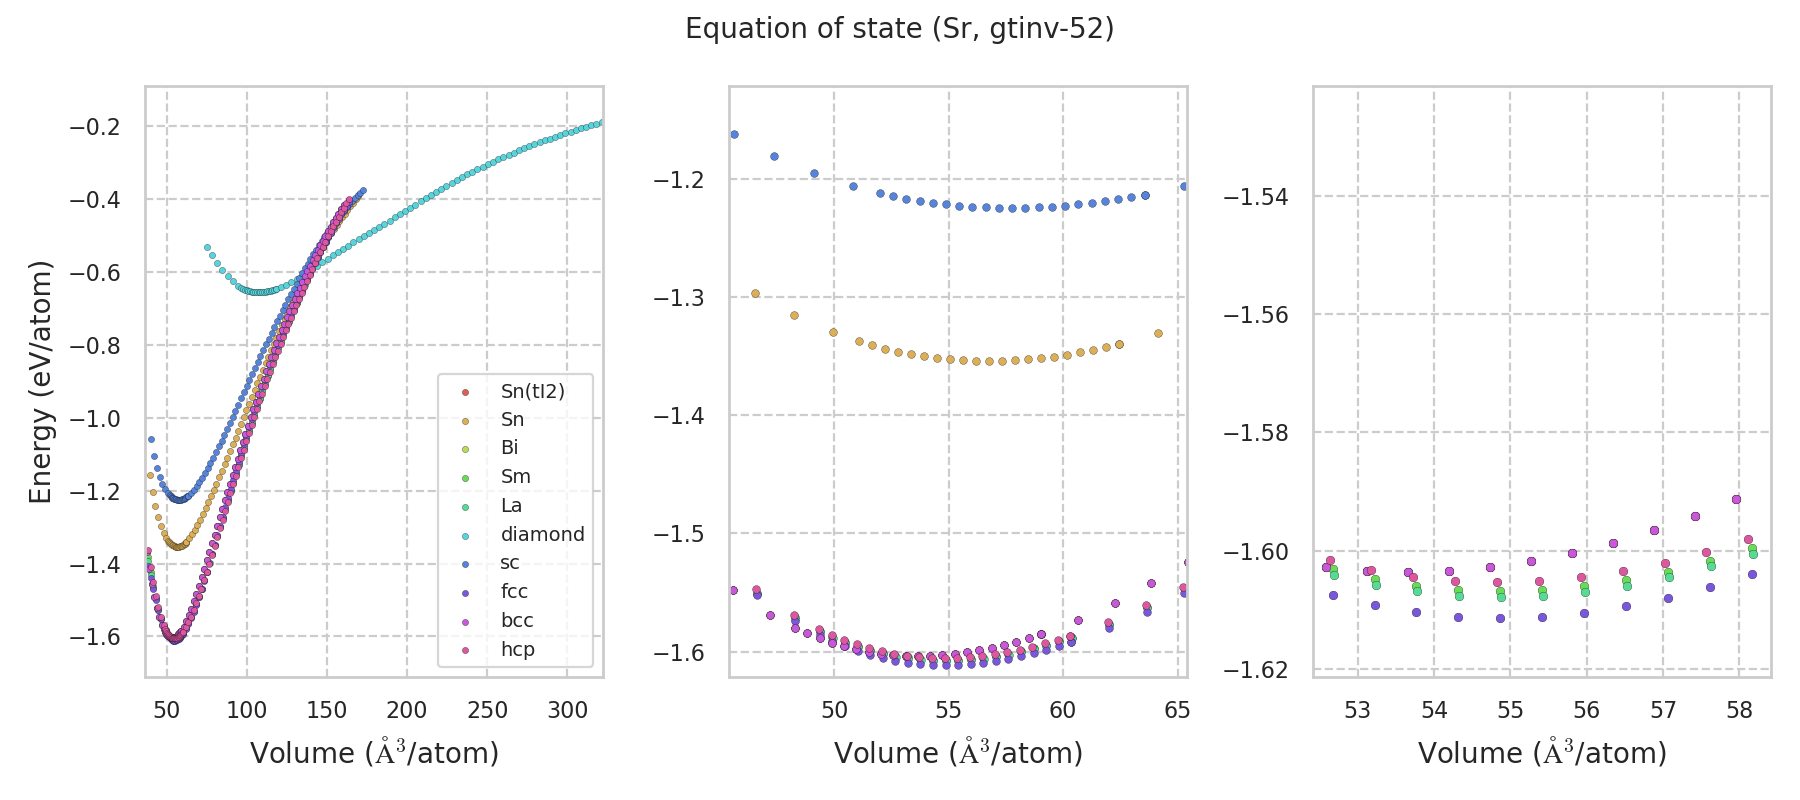 Equation of state (Sr, gtinv-52)
Energy (eV/atom)
−0.2
−0.4
−0.6
−0.8
−1.0
−1.2
−1.4
−1.6
50 100 150 200 250 300
Volume (Å³/atom)
Sn(tI2)
Sn
Bi
Sm
La
diamond
sc
fcc
bcc
hcp
−1.2
−1.3
−1.4
−1.5
−1.6
50 55 60 65
Volume (Å³/atom)
−1.54
−1.56
−1.58
−1.60
−1.62
53 54 55 56 57 58
Volume (Å³/atom)